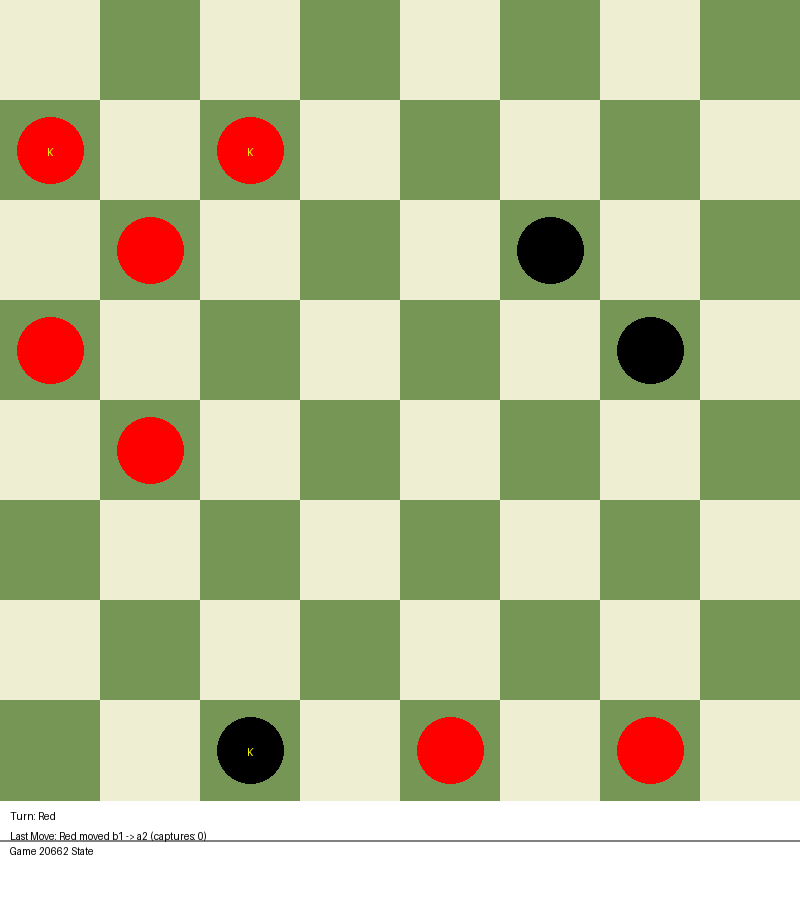 K K
K
Turn: Red
Last Move: Red moved b1 -> a2 (captures: 0)
Game 20662 State